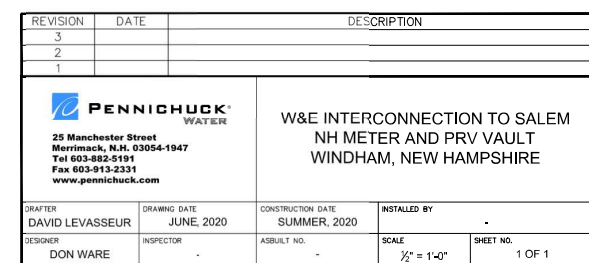 REVISION DATE DESCRIPTION
3
2
1
PENNICHUCK
WATER
25 Manchester Street
Merrimack, N.H. 03054-1947
Tel 603-882-5191
Fax 603-913-2331
www.pennichuck.com
W&E INTERCONNECTION TO SALEM
NH METER AND PRV VAULT
WINDHAM, NEW HAMPSHIRE
DRAFTER DRAWING DATE CONSTRUCTION DATE INSTALLED BY
DAVID LEVASSEUR JUNE, 2020 SUMMER, 2020 -
DESIGNER INSPECTOR ASBUILT NO. SCALE SHEET NO.
DON WARE - - ½" = 1'-0" 1 OF 1